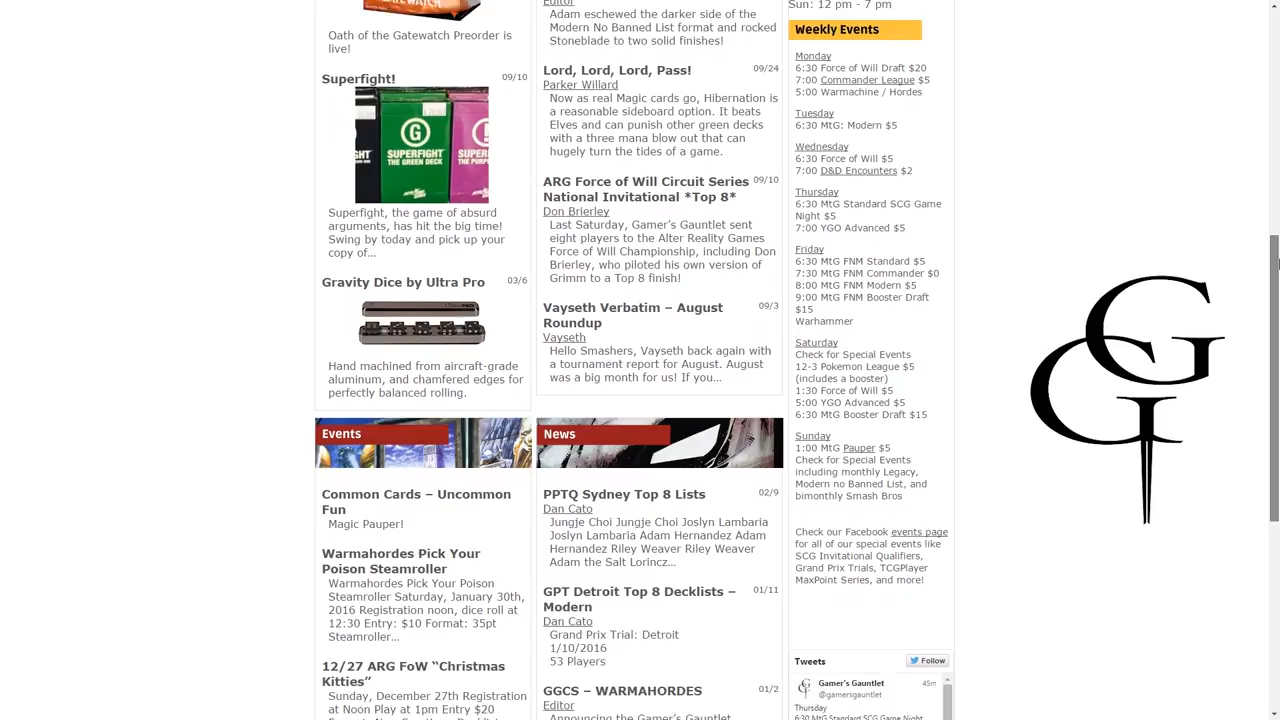 Oath of the Gatewatch Preorder is
live!
Superfight!
09/10
SUPERFIGHT
THE GREEN DECK
SUPERFIGHT
Superfight, the game of absurd
arguments, has hit the big time!
Swing by today and pick up your
copy of…
Gravity Dice by Ultra Pro
03/6
Hand machined from aircraft-grade
aluminum, and chamfered edges for
perfectly balanced rolling.
Events
Common Cards – Uncommon
Fun
Magic Pauper!
Warmahordes Pick Your
Poison Steamroller
Warmahordes Pick Your Poison
Steamroller Saturday, January 30th,
2016 Registration noon, dice roll at
12:30 Entry: $10 Format: 35pt
Steamroller…
12/27 ARG FoW “Christmas
Kitties”
Sunday, December 27th Registration
at Noon Play at 1pm Entry $20
Editor
Adam eschewed the darker side of the
Modern No Banned List format and rocked
Stoneblade to two solid finishes!
Lord, Lord, Lord, Pass!
09/24
Parker Willard
Now as real Magic cards go, Hibernation is
a reasonable sideboard option. It beats
Elves and can punish other green decks
with a three mana blow out that can
hugely turn the tides of a game.
ARG Force of Will Circuit Series
09/10
National Invitational *Top 8*
Don Brierley
Last Saturday, Gamer’s Gauntlet sent
eight players to the Alter Reality Games
Force of Will Championship, including Don
Brierley, who piloted his own version of
Grimm to a Top 8 finish!
Vayseth Verbatim – August
09/3
Roundup
Vayseth
Hello Smashers, Vayseth back again with
a tournament report for August. August
was a big month for us! If you…
News
PPTQ Sydney Top 8 Lists
02/9
Dan Cato
Jungje Choi Jungje Choi Joslyn Lambaria
Joslyn Lambaria Adam Hernandez Adam
Hernandez Riley Weaver Riley Weaver
Adam the Salt Lorincz…
GPT Detroit Top 8 Decklists –
01/11
Modern
Dan Cato
Grand Prix Trial: Detroit
1/10/2016
53 Players
GGCS – WARMAHORDES
01/2
Editor
Sun: 12 pm - 7 pm
Weekly Events
Monday
6:30 Force of Will Draft $20
7:00 Commander League $5
5:00 Warmachine / Hordes
Tuesday
6:30 MtG: Modern $5
Wednesday
6:30 Force of Will $5
7:00 D&D Encounters $2
Thursday
6:30 MtG Standard SCG Game
Night $5
7:00 YGO Advanced $5
Friday
6:30 MtG FNM Standard $5
7:30 MtG FNM Commander $0
8:00 MtG FNM Modern $5
9:00 MtG FNM Booster Draft
$15
Warhammer
Saturday
Check for Special Events
12-3 Pokemon League $5
(includes a booster)
1:30 Force of Will $5
5:00 YGO Advanced $5
6:30 MtG Booster Draft $15
Sunday
1:00 MtG Pauper $5
Check for Special Events
including monthly Legacy,
Modern no Banned List, and
bimonthly Smash Bros
Check our Facebook events page
for all of our special events like
SCG Invitational Qualifiers,
Grand Prix Trials, TCGPlayer
MaxPoint Series, and more!
Tweets
Follow
Gamer's Gauntlet
45m
@gamersgauntlet
Thursday
6:30 MtG Standard SCG Game Night
GG